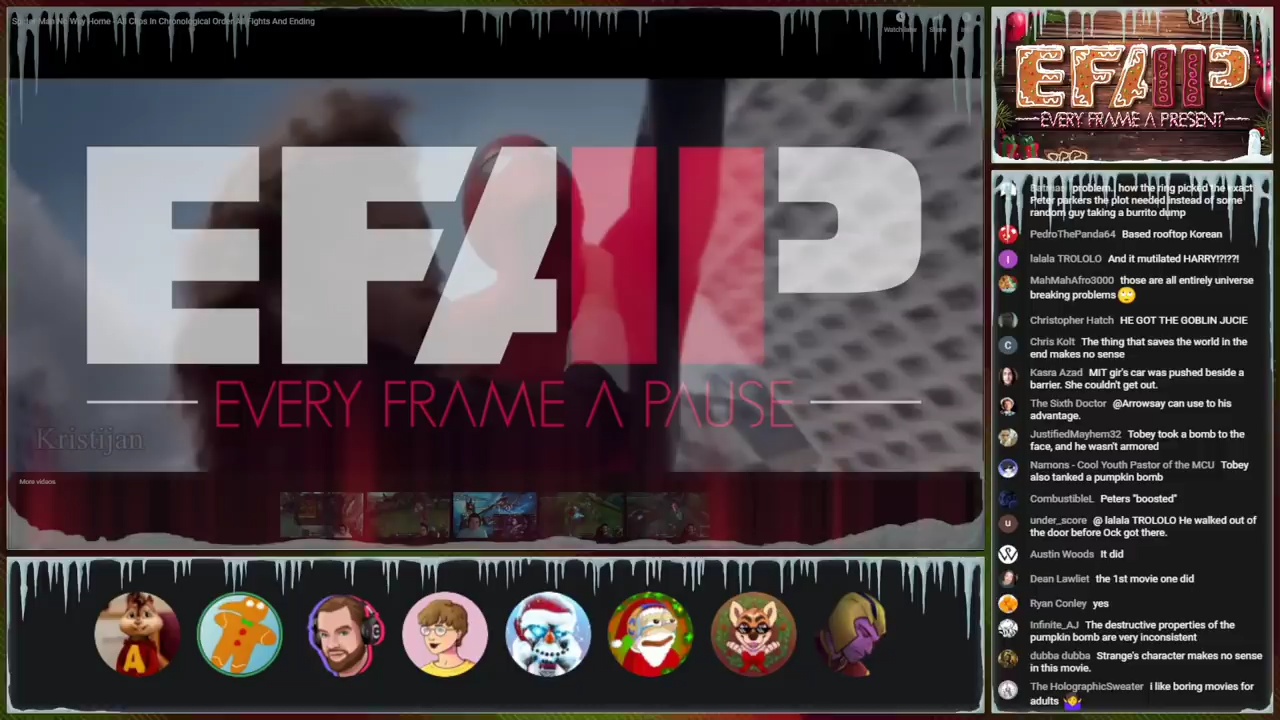 Spider-Man No Way Home - All Clips In Chronological Order All Fights And Ending
Watch later
Share
EFAP
EVERY FRAME A PAUSE
Kristijan
More videos
EFAP
EVERY FRAME A PRESENT
Batman problem.. how the ring picked the exact
Peter parkers the plot needed instead of some
random guy taking a burrito dump
PedroThePanda64 Based rooftop Korean
lalala TROLOLO And it mutilated HARRY!?!??!
MahMahAfro3000 those are all entirely universe
breaking problems 🙄
Christopher Hatch HE GOT THE GOBLIN JUCIE
Chris Kolt The thing that saves the world in the
end makes no sense
Kasra Azad MIT gir's car was pushed beside a
barrier. She couldn't get out.
The Sixth Doctor @Arrowsay can use to his
advantage.
JustifiedMayhem32 Tobey took a bomb to the
face, and he wasn't armored
Namons - Cool Youth Pastor of the MCU Tobey
also tanked a pumpkin bomb
CombustibleL Peters "boosted"
under_score @ lalala TROLOLO He walked out of
the door before Ock got there.
Austin Woods It did
Dean Lawliet the 1st movie one did
Ryan Conley yes
Infinite_AJ The destructive properties of the
pumpkin bomb are very inconsistent
dubba dubba Strange's character makes no sense
in this movie.
The HolographicSweater i like boring movies for
adults 🤷